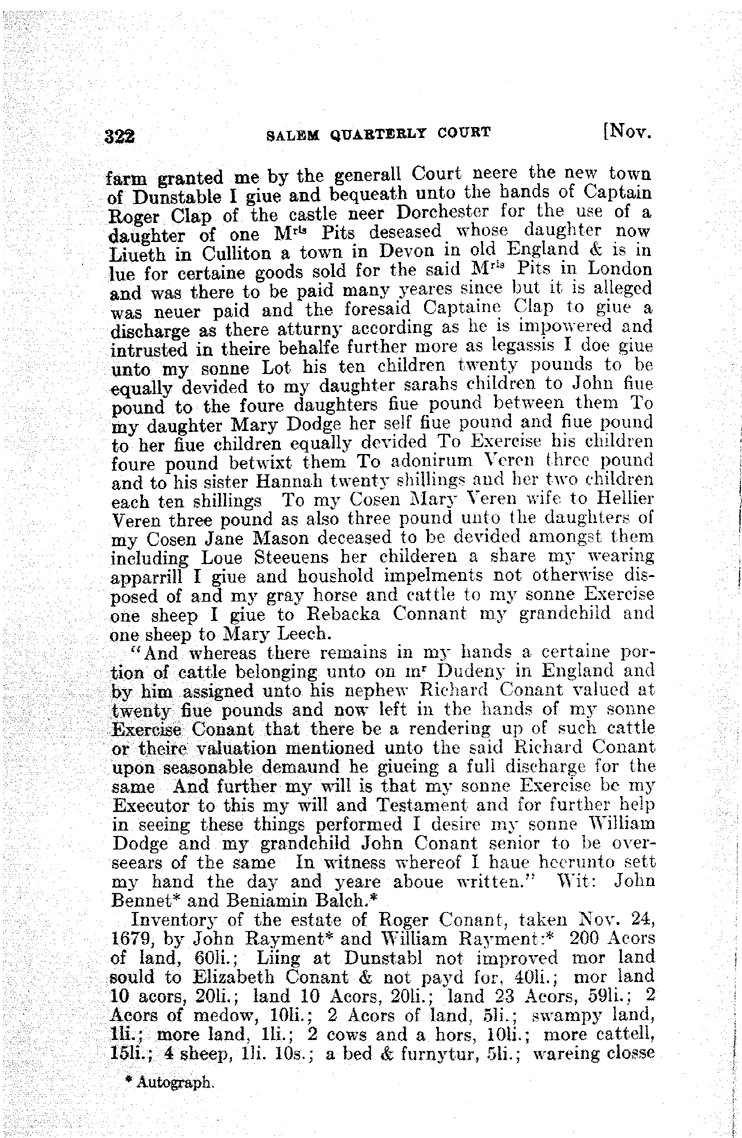 322 SALEM QUARTERLY COURT [Nov.
farm granted me by the generall Court neere the new town
of Dunstable I giue and bequeath unto the hands of Captain
Roger Clap of the castle neer Dorchester for the use of a
daughter of one Mʳⁱˢ Pits deseased whose daughter now
Liueth in Culliton a town in Devon in old England & is in
lue for certaine goods sold for the said Mʳⁱˢ Pits in London
and was there to be paid many yeares since but it is alleged
was neuer paid and the foresaid Captaine Clap to giue a
discharge as there atturny according as he is impowered and
intrusted in theire behalfe further more as legassis I doe giue
unto my sonne Lot his ten children twenty pounds to be
equally devided to my daughter sarahs children to John fiue
pound to the foure daughters fiue pound between them To
my daughter Mary Dodge her self fiue pound and fiue pound
to her fiue children equally devided To Exercise his children
foure pound betwixt them To adonirum Veren three pound
and to his sister Hannah twenty shillings and her two children
each ten shillings To my Cosen Mary Veren wife to Hellier
Veren three pound as also three pound unto the daughters of
my Cosen Jane Mason deceased to be devided amongst them
including Loue Steeuens her childeren a share my wearing
apparrill I giue and houshold impelments not otherwise dis-
posed of and my gray horse and cattle to my sonne Exercise
one sheep I giue to Rebacka Connant my grandchild and
one sheep to Mary Leech.
"And whereas there remains in my hands a certaine por-
tion of cattle belonging unto on mʳ Dudeny in England and
by him assigned unto his nephew Richard Conant valued at
twenty fiue pounds and now left in the hands of my sonne
Exercise Conant that there be a rendering up of such cattle
or theire valuation mentioned unto the said Richard Conant
upon seasonable demaund he giueing a full discharge for the
same And further my will is that my sonne Exercise be my
Executor to this my will and Testament and for further help
in seeing these things performed I desire my sonne William
Dodge and my grandchild John Conant senior to be over-
seears of the same In witness whereof I haue heerunto sett
my hand the day and yeare aboue written." Wit: John
Bennet* and Beniamin Balch.*
Inventory of the estate of Roger Conant, taken Nov. 24,
1679, by John Rayment* and William Rayment:* 200 Acors
of land, 60li.; Liing at Dunstabl not improved mor land
sould to Elizabeth Conant & not payd for, 40li.; mor land
10 acors, 20li.; land 10 Acors, 20li.; land 23 Acors, 59li.; 2
Acors of medow, 10li.; 2 Acors of land, 5li.; swampy land,
1li.; more land, 1li.; 2 cows and a hors, 10li.; more cattell,
15li.; 4 sheep, 1li. 10s.; a bed & furnytur, 5li.; wareing closse
* Autograph.